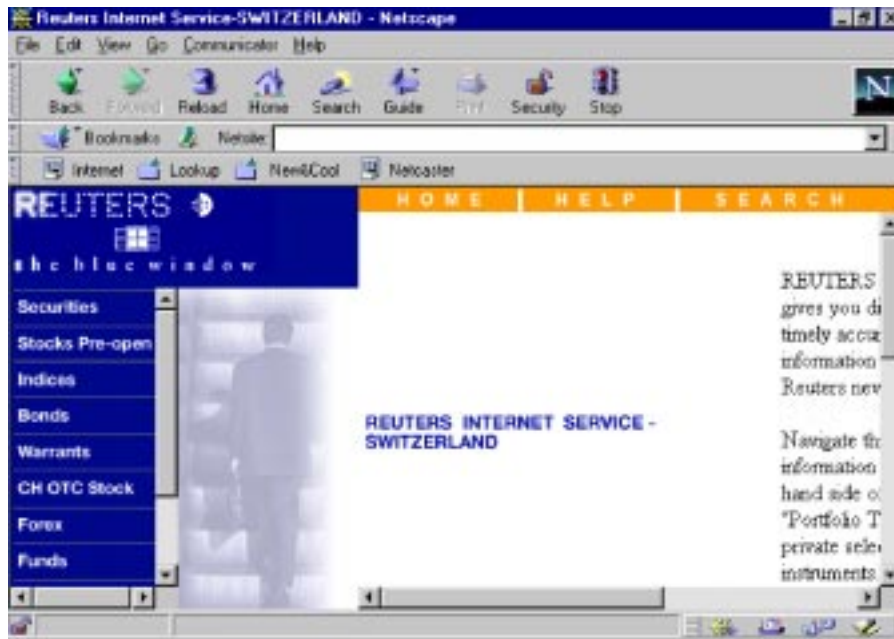 Reuters Internet Service-SWITZERLAND - Netscape
File Edit View Go Communicator Help
Back Forward Reload Home Search Guide Print Security Stop
N
Bookmarks Netsite:
Internet Lookup New&Cool Netcaster
REUTERS
HOME HELP SEARCH
the blue window
Securities
Stocks Pre-open
Indices
Bonds
Warrants
CH OTC Stock
Forex
Funds
REUTERS INTERNET SERVICE -
SWITZERLAND
REUTERS
gives you di
timely accur
information
Reuters new
Navigate th
information
hand side o
"Portfolio T
private sele
instruments